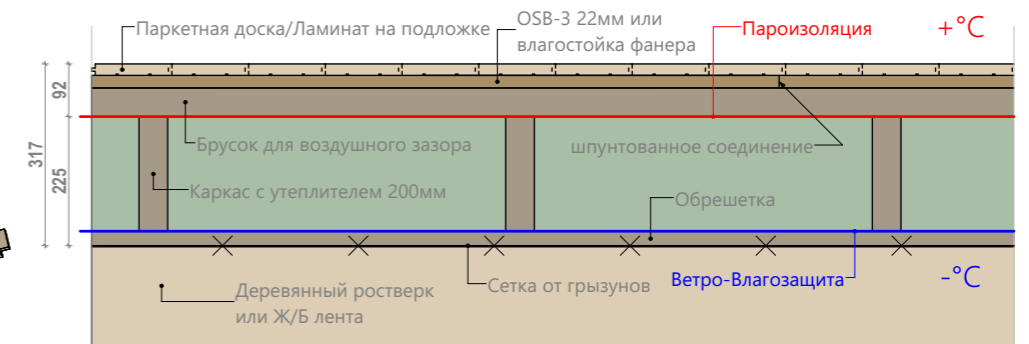 Паркетная доска/Ламинат на подложке
OSB-3 22мм или
влагостойка фанера
Пароизоляция
+°C
92
317
225
Брусок для воздушного зазора
шпунтованное соединение
Каркас с утеплителем 200мм
Обрешетка
Деревянный ростверк
или Ж/Б лента
Сетка от грызунов
Ветро-Влагозащита
-°C